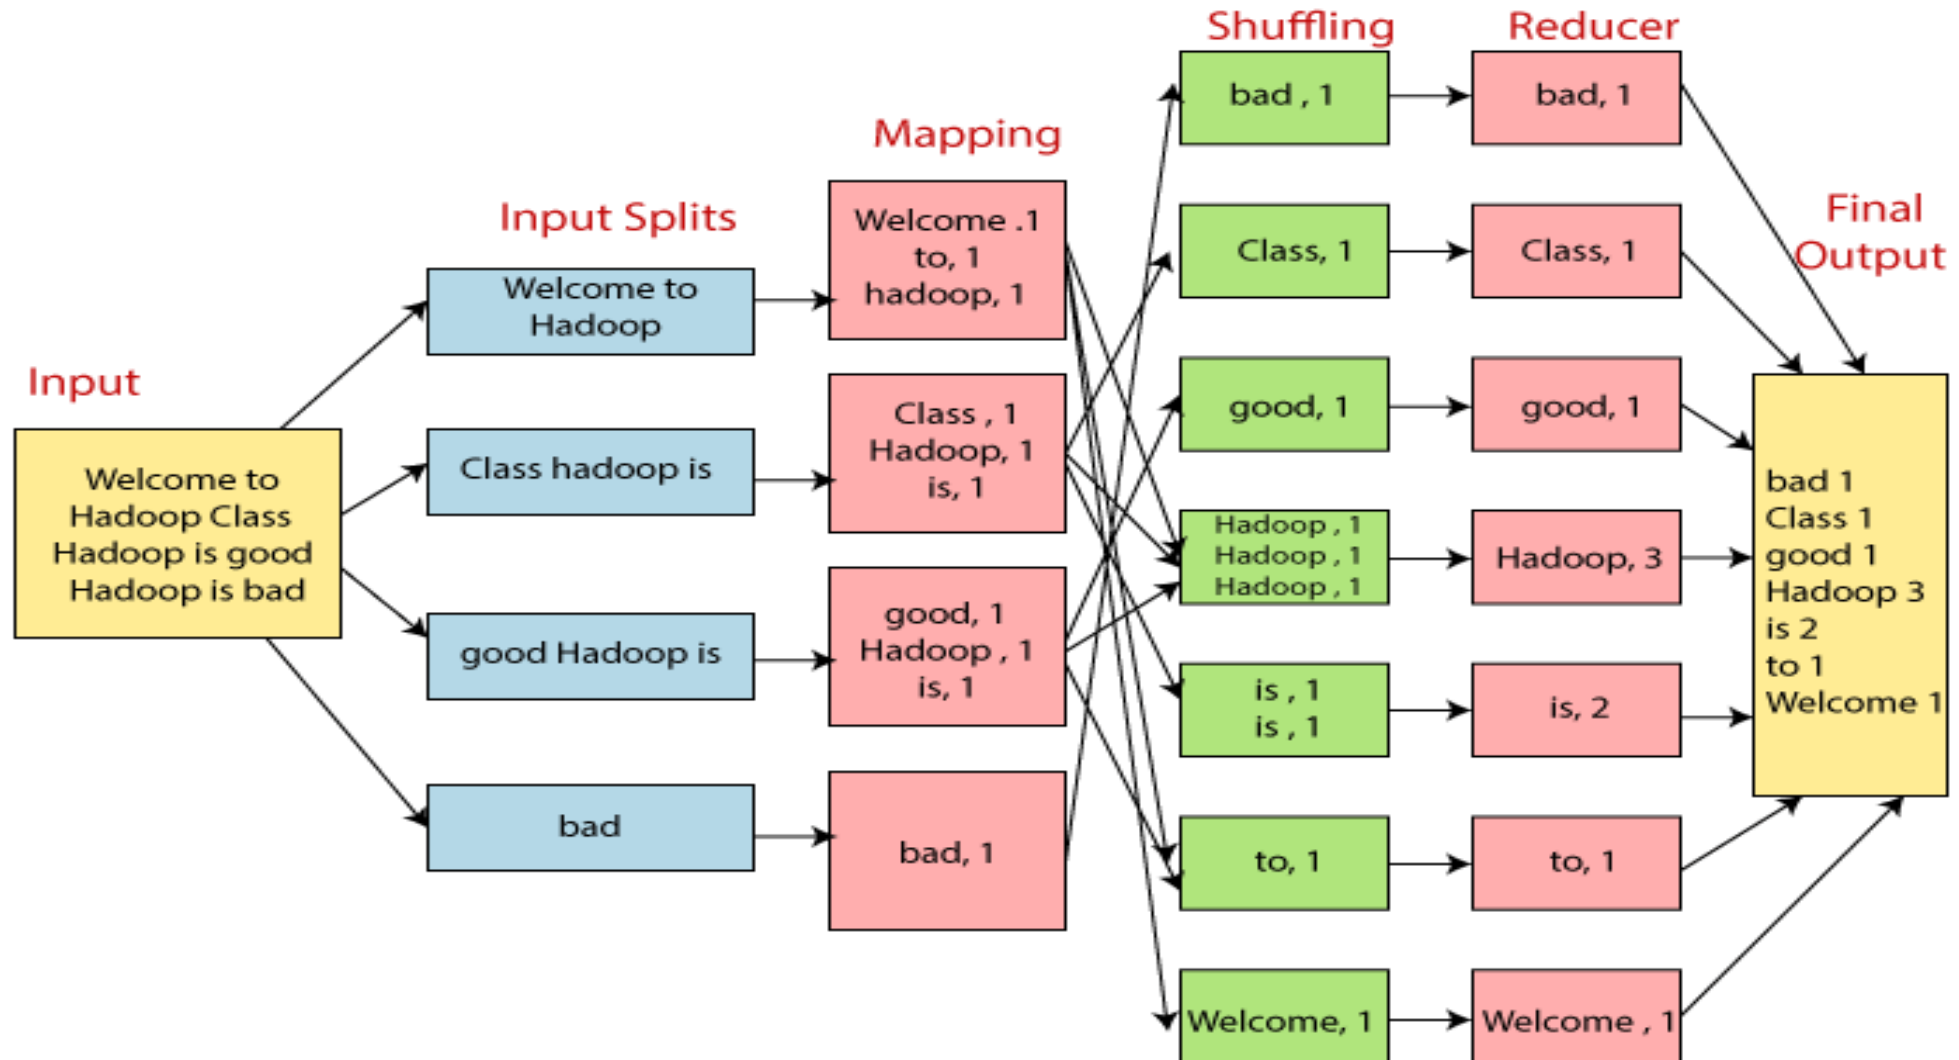 Input
Welcome to
Hadoop Class
Hadoop is good
Hadoop is bad
Input Splits
Welcome to
Hadoop
Class hadoop is
good Hadoop is
bad
Mapping
Welcome .1
to, 1
hadoop, 1
Class , 1
Hadoop, 1
is, 1
good, 1
Hadoop , 1
is, 1
bad, 1
Shuffling
bad , 1
Class, 1
good, 1
Hadoop , 1
Hadoop , 1
Hadoop , 1
is , 1
is , 1
to, 1
Welcome, 1
Reducer
bad, 1
Class, 1
good, 1
Hadoop, 3
is, 2
to, 1
Welcome , 1
Final
Output
bad 1
Class 1
good 1
Hadoop 3
is 2
to 1
Welcome 1